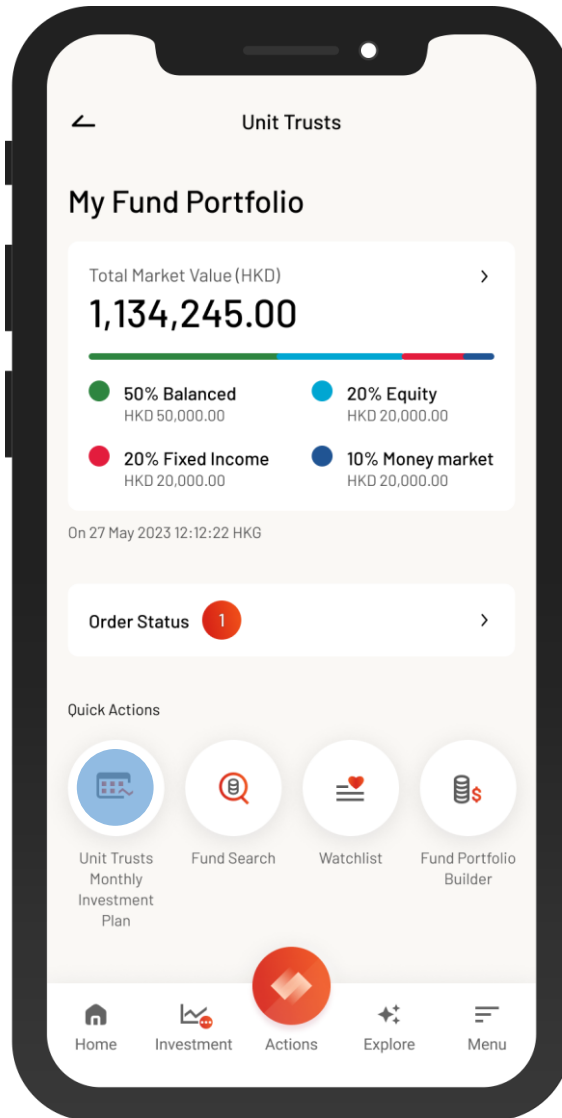 Unit Trusts
My Fund Portfolio
Total Market Value (HKD)
1,134,245.00
50% Balanced
HKD 50,000.00
20% Equity
HKD 20,000.00
20% Fixed Income
HKD 20,000.00
10% Money market
HKD 20,000.00
On 27 May 2023 12:12:22 HKG
Order Status 1
Quick Actions
Unit Trusts
Monthly
Investment
Plan
Fund Search
Watchlist
Fund Portfolio
Builder
Home
Investment
Actions
Explore
Menu